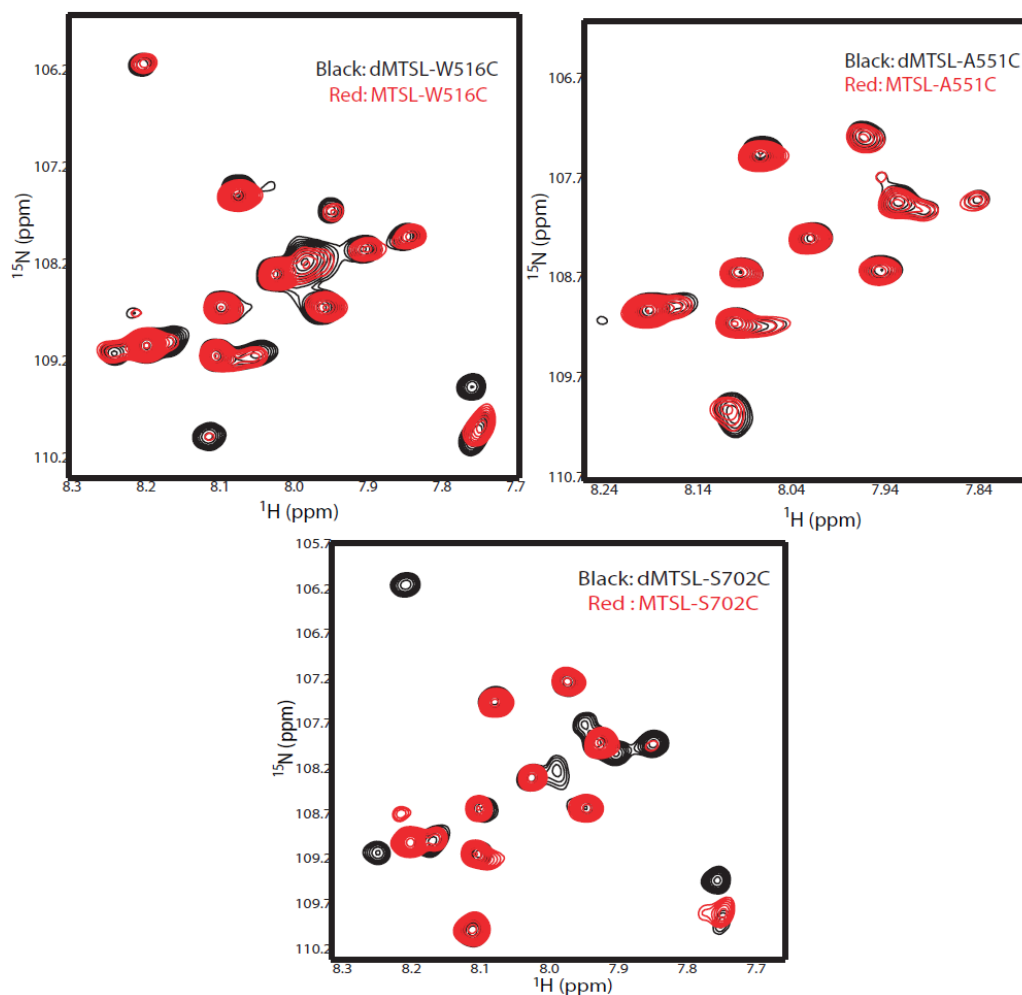 Black: dMTSL-W516C
Red: MTSL-W516C
106.2
107.2
108.2
109.2
110.2
15N (ppm)
8.3 8.2 8.1 8.0 7.9 7.8 7.7
1H (ppm)
Black: dMTSL-A551C
Red: MTSL-A551C
106.7
107.7
108.7
109.7
110.7
15N (ppm)
8.24 8.14 8.04 7.94 7.84
1H (ppm)
Black: dMTSL-S702C
Red : MTSL-S702C
105.7
106.2
106.7
107.2
107.7
108.2
108.7
109.2
109.7
110.2
15N (ppm)
8.3 8.2 8.1 8.0 7.9 7.8 7.7
1H (ppm)